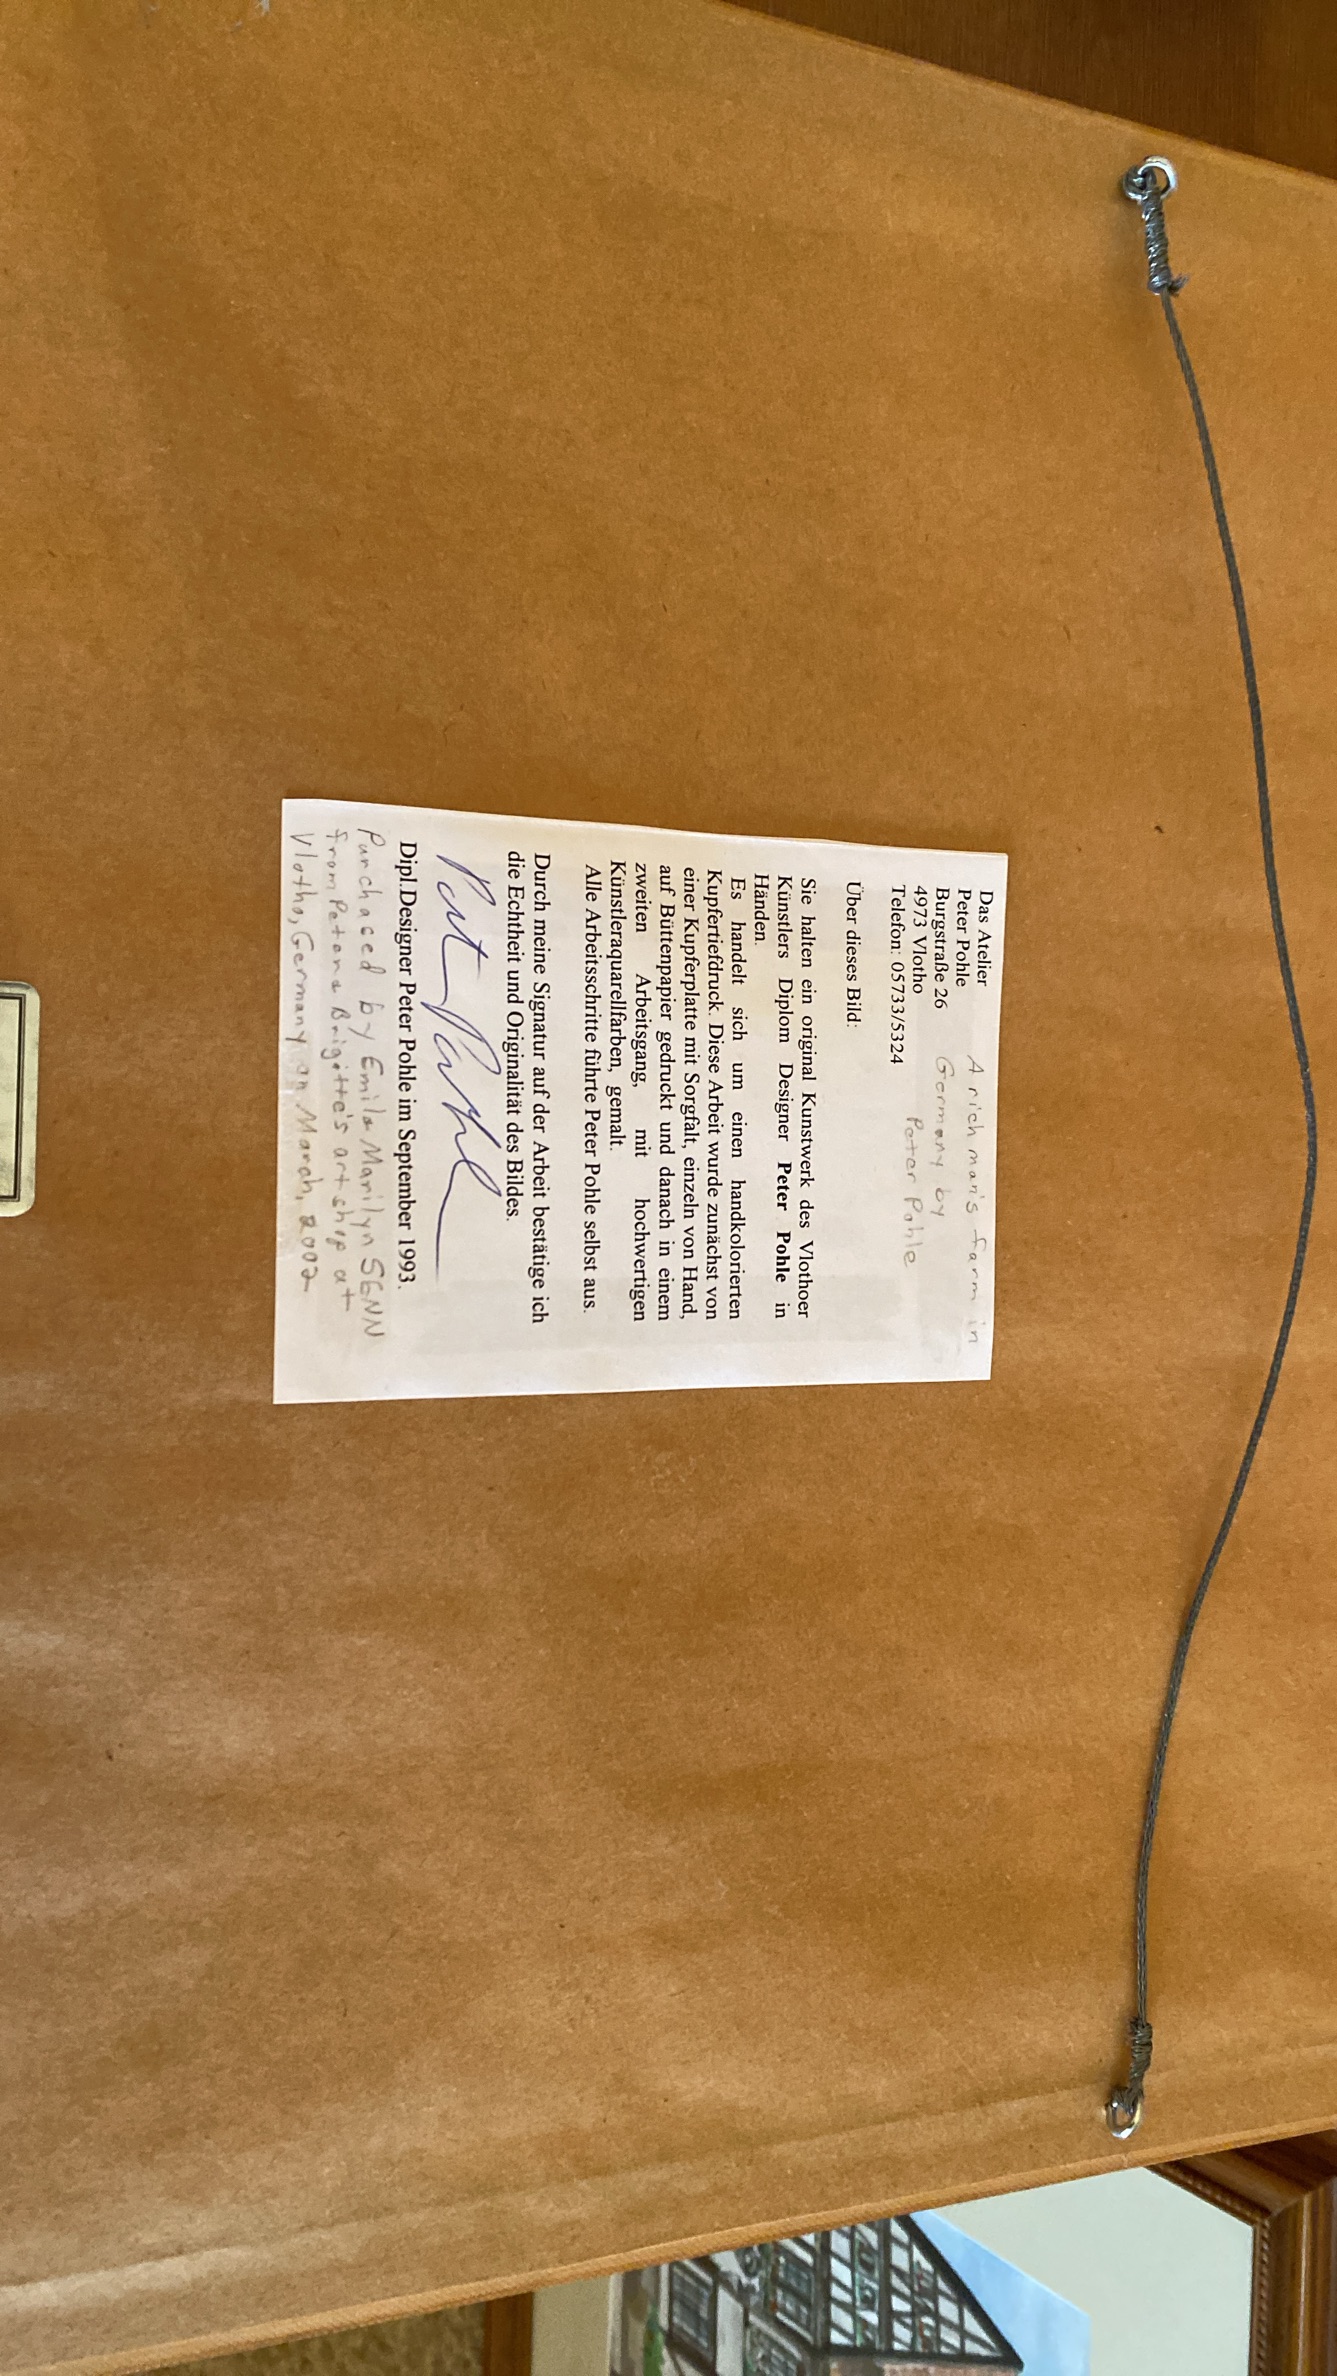 Das Atelier
Peter Pohle
Burgstraße 26
4973 Vlotho
Telefon: 05733/5324
A rich man's farm in
Germany by
Peter Pohle
Über dieses Bild:
Sie halten ein original Kunstwerk des Vlothoer
Künstlers Diplom Designer Peter Pohle in
Händen.
Es handelt sich um einen handkolorierten
Kupfertiefdruck. Diese Arbeit wurde zunächst von
einer Kupferplatte mit Sorgfalt, einzeln von Hand,
auf Büttenpapier gedruckt und danach in einem
zweiten Arbeitsgang, mit hochwertigen
Künstleraquarellfarben, gemalt.
Alle Arbeitsschritte führte Peter Pohle selbst aus.
Durch meine Signatur auf der Arbeit bestätige ich
die Echtheit und Originalität des Bildes.
Dipl.Designer Peter Pohle im September 1993.
Purchased by Emil & Marilyn SENN
from Peter & Brigitte's art shop at
Vlotho, Germany on March, 2002